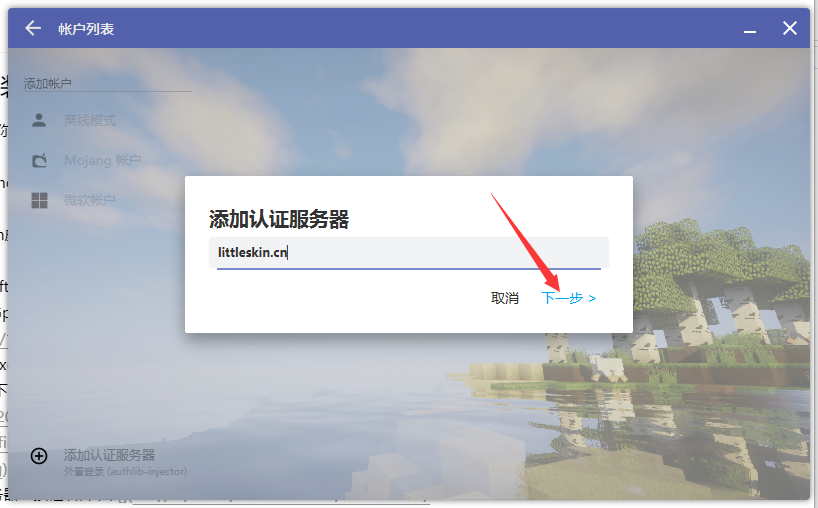 帐户列表
添加帐户
离线模式
Mojang 帐户
微软帐户
添加认证服务器
littleskin.cn
取消
下一步 >
添加认证服务器
外置登录 (authlib-injector)